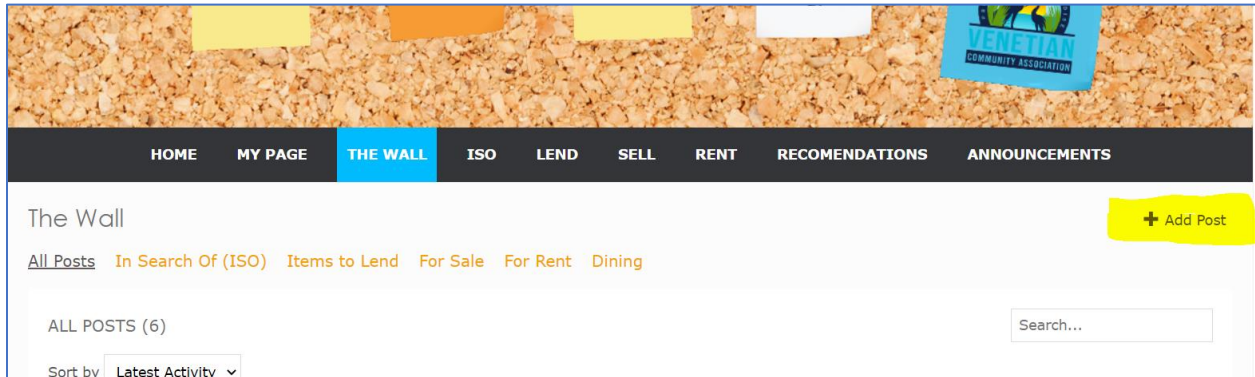 VENETIAN
COMMUNITY ASSOCIATION
HOME MY PAGE THE WALL ISO LEND SELL RENT RECOMENDATIONS ANNOUNCEMENTS
The Wall
+ Add Post
All Posts In Search Of (ISO) Items to Lend For Sale For Rent Dining
ALL POSTS (6)
Search...
Sort by Latest Activity